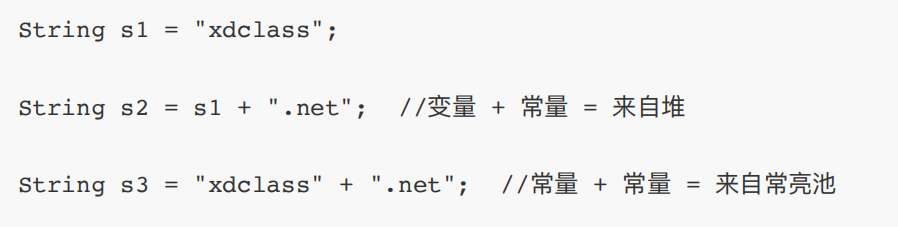 String s1 = "xdclass";
String s2 = s1 + ".net";  //变量 + 常量 = 来自堆
String s3 = "xdclass" + ".net";  //常量 + 常量 = 来自常亮池